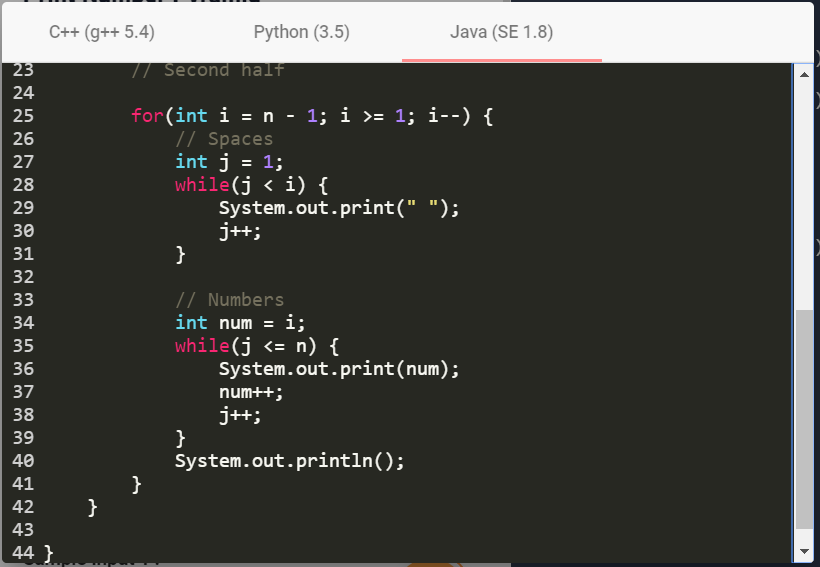 C++ (g++ 5.4) Python (3.5) Java (SE 1.8)
23 // Second half
24
25 for(int i = n - 1; i >= 1; i--) {
26 // Spaces
27 int j = 1;
28 while(j < i) {
29 System.out.print(" ");
30 j++;
31 }
32
33 // Numbers
34 int num = i;
35 while(j <= n) {
36 System.out.print(num);
37 num++;
38 j++;
39 }
40 System.out.println();
41 }
42 }
43
44 }